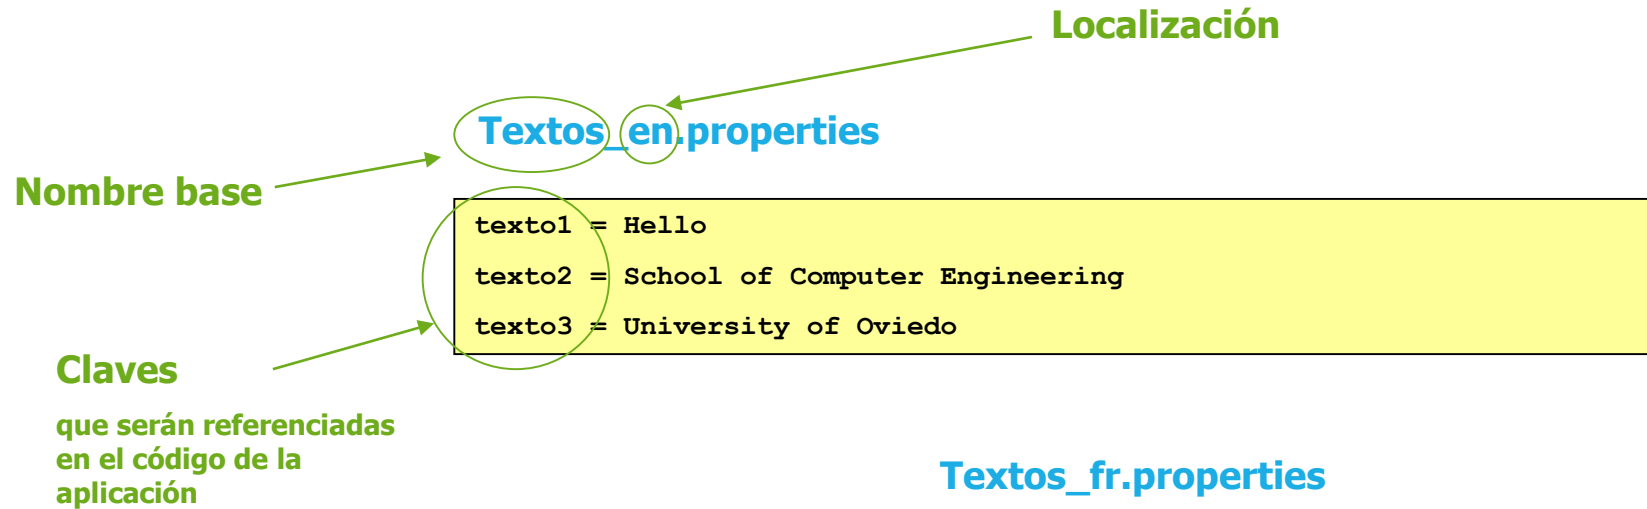 Localización
Textos_en.properties
Nombre base
texto1 = Hello
texto2 = School of Computer Engineering
texto3 = University of Oviedo
Claves
que serán referenciadas
en el código de la
aplicación
Textos_fr.properties